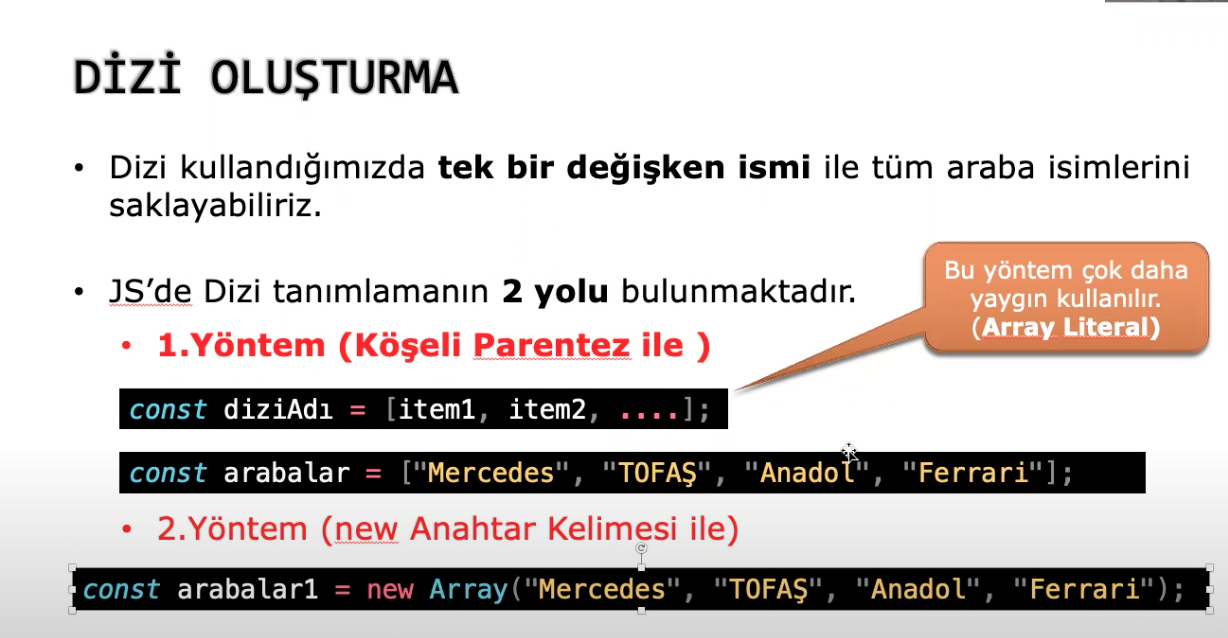 DİZİ OLUŞTURMA
• Dizi kullandığımızda tek bir değişken ismi ile tüm araba isimlerini
saklayabiliriz.
• JS’de Dizi tanımlamanın 2 yolu bulunmaktadır.
Bu yöntem çok daha
yaygın kullanılır.
(Array Literal)
• 1.Yöntem (Köşeli Parentez ile )
const diziAdı = [item1, item2, ....];
const arabalar = ["Mercedes", "TOFAŞ", "Anadol", "Ferrari"];
• 2.Yöntem (new Anahtar Kelimesi ile)
const arabalar1 = new Array("Mercedes", "TOFAŞ", "Anadol", "Ferrari");